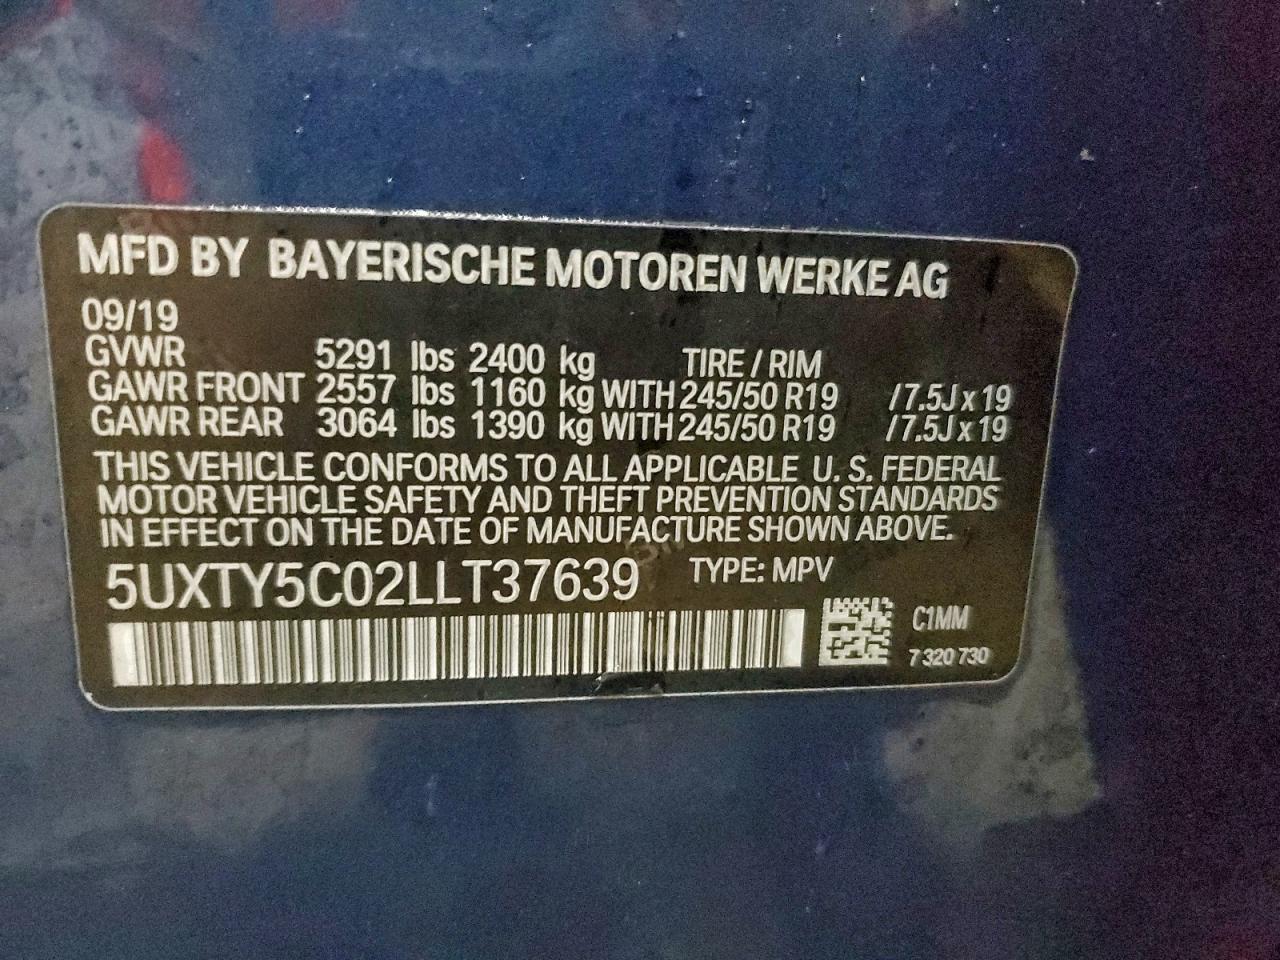 MFD BY BAYERISCHE MOTOREN WERKE AG
09/19
GVWR 5291 lbs 2400 kg TIRE / RIM
GAWR FRONT 2557 lbs 1160 kg WITH 245/50 R19 /7.5J x 19
GAWR REAR 3064 lbs 1390 kg WITH 245/50 R19 /7.5J x 19
THIS VEHICLE CONFORMS TO ALL APPLICABLE U. S. FEDERAL
MOTOR VEHICLE SAFETY AND THEFT PREVENTION STANDARDS
IN EFFECT ON THE DATE OF MANUFACTURE SHOWN ABOVE.
5UXTY5C02LLT37639 TYPE: MPV
C1MM
7 320 730